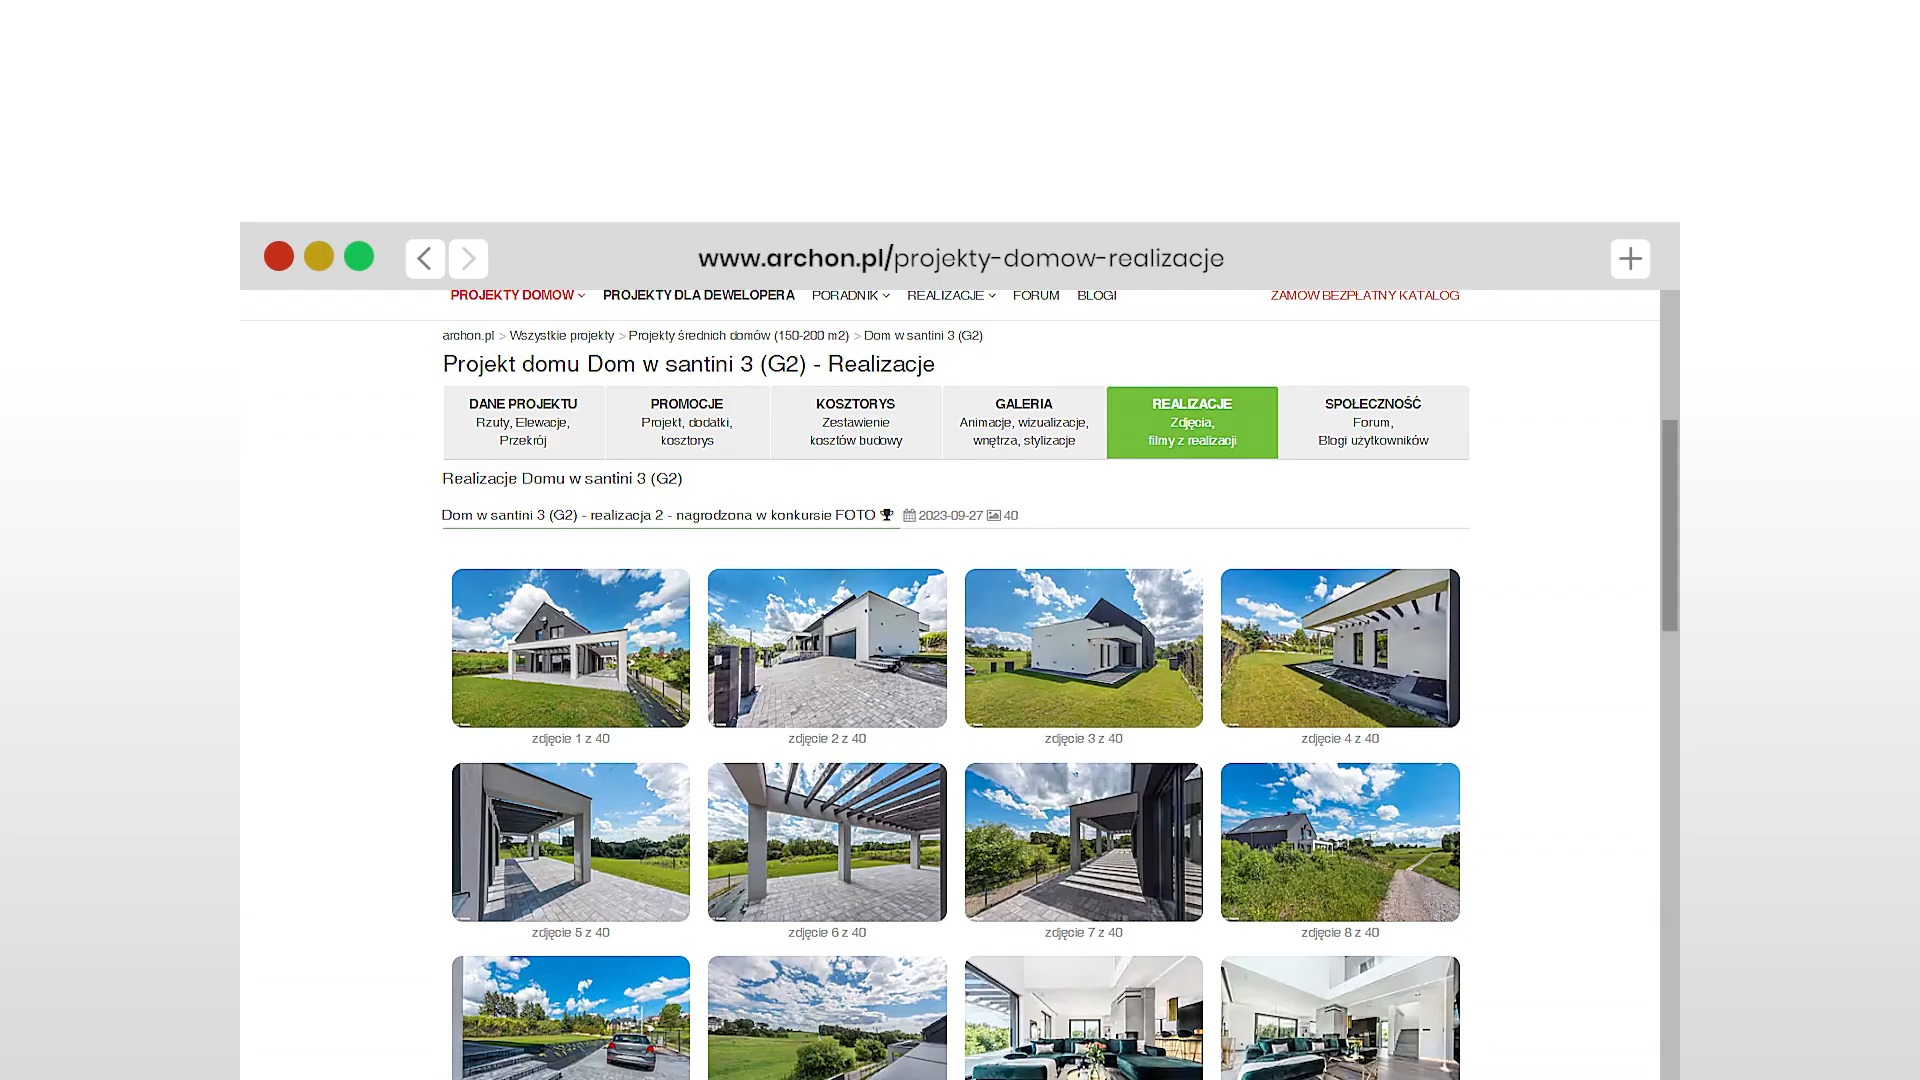 www.archon.pl/projekty-domow-realizacje
PROJEKTY DOMÓW PROJEKTY DLA DEWELOPERA PORADNIK REALIZACJE FORUM BLOGI ZAMÓW BEZPŁATNY KATALOG
archon.pl > Wszystkie projekty > Projekty średnich domów (150-200 m2) > Dom w santini 3 (G2)
Projekt domu Dom w santini 3 (G2) - Realizacje
DANE PROJEKTU
Rzuty, Elewacje,
Przekrój
PROMOCJE
Projekt, dodatki,
kosztorys
KOSZTORYS
Zestawienie
kosztów budowy
GALERIA
Animacje, wizualizacje,
wnętrza, stylizacje
REALIZACJE
Zdjęcia,
filmy z realizacji
SPOŁECZNOŚĆ
Forum,
Blogi użytkowników
Realizacje Domu w santini 3 (G2)
Dom w santini 3 (G2) - realizacja 2 - nagrodzona w konkursie FOTO 2023-09-27 40
zdjęcie 1 z 40
zdjęcie 2 z 40
zdjęcie 3 z 40
zdjęcie 4 z 40
zdjęcie 5 z 40
zdjęcie 6 z 40
zdjęcie 7 z 40
zdjęcie 8 z 40